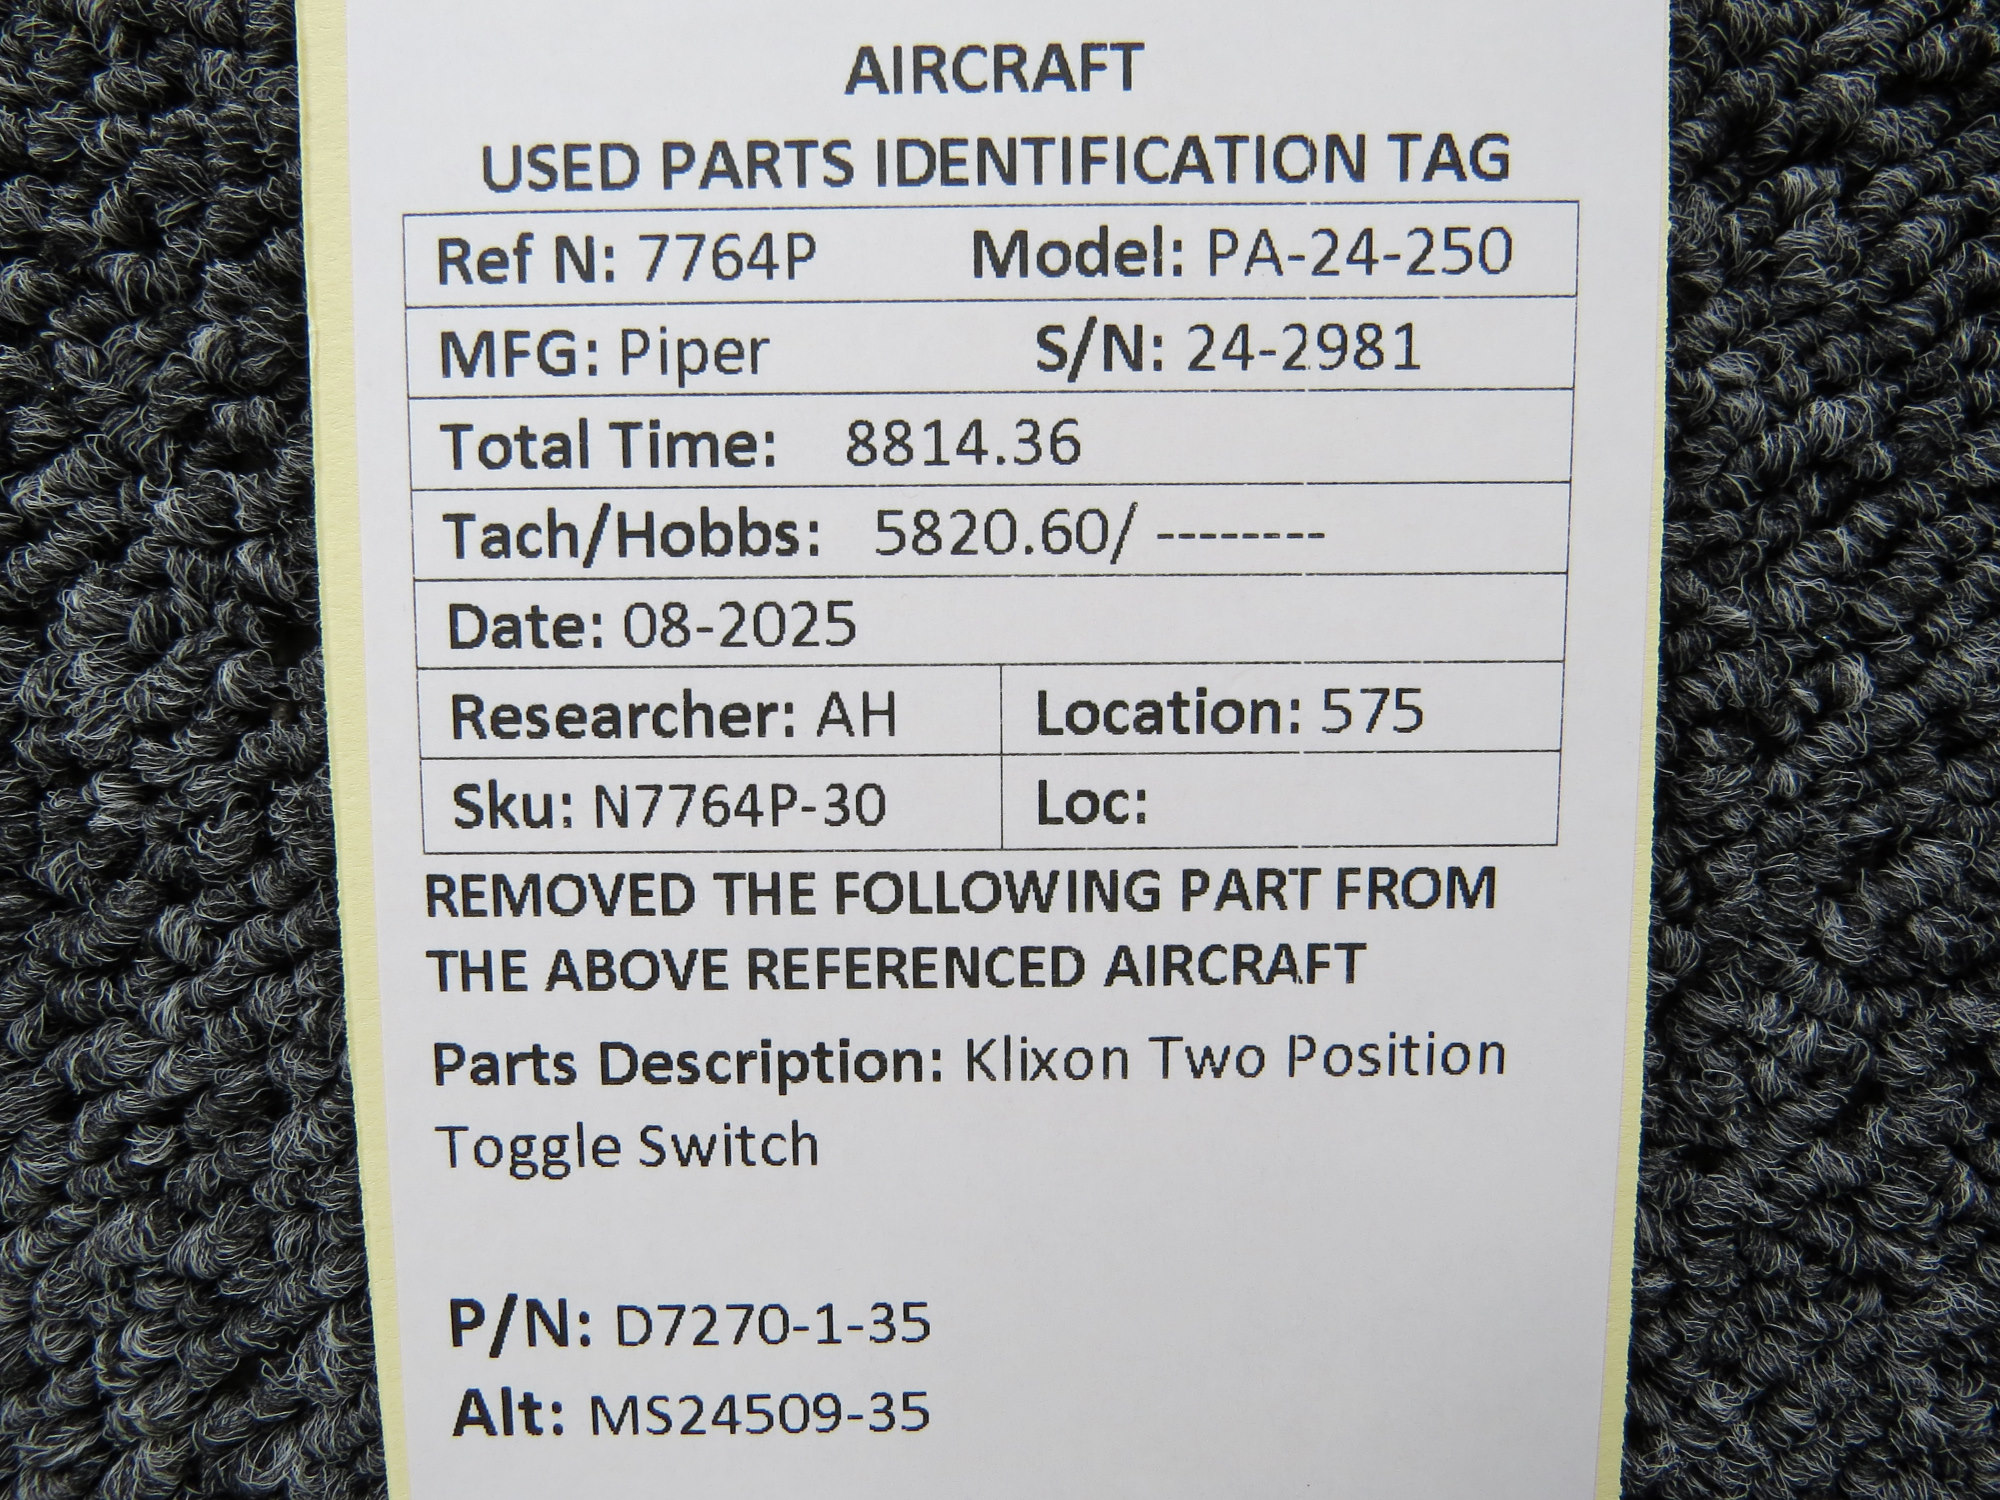 AIRCRAFT
USED PARTS IDENTIFICATION TAG
Ref N: 7764P Model: PA-24-250
MFG: Piper S/N: 24-2981
Total Time: 8814.36
Tach/Hobbs: 5820.60/ --------
Date: 08-2025
Researcher: AH Location: 575
Sku: N7764P-30 Loc:
REMOVED THE FOLLOWING PART FROM
THE ABOVE REFERENCED AIRCRAFT
Parts Description: Klixon Two Position
Toggle Switch
P/N: D7270-1-35
Alt: MS24509-35